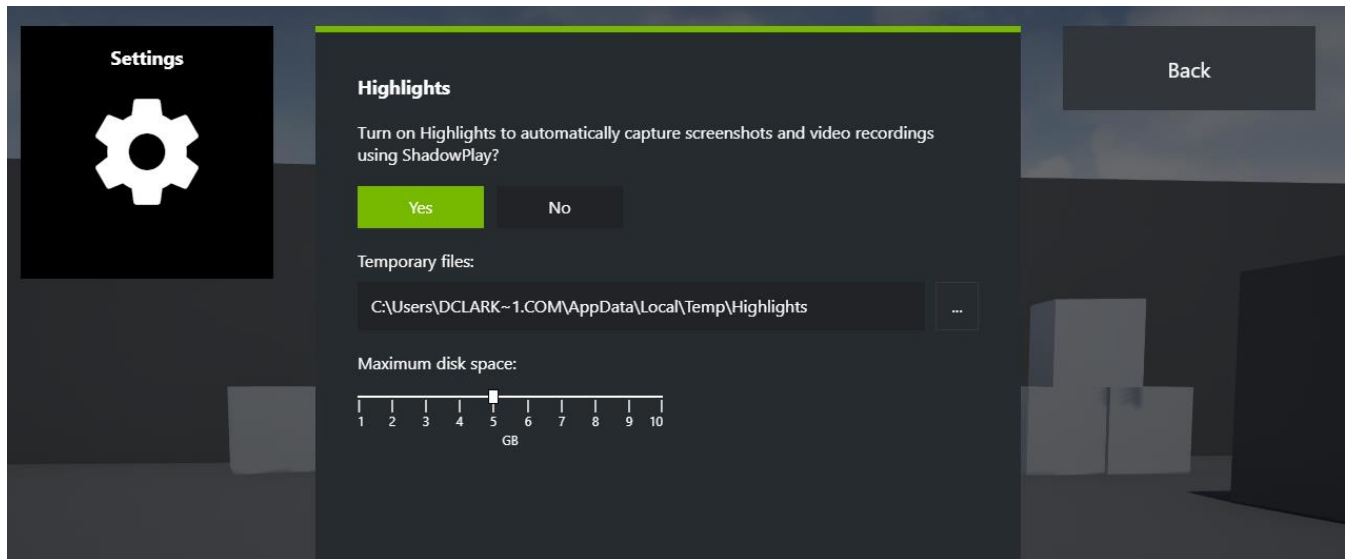 Settings
Back
Highlights
Turn on Highlights to automatically capture screenshots and video recordings
using ShadowPlay?
Yes No
Temporary files:
C:\Users\DCLARK~1.COM\AppData\Local\Temp\Highlights ...
Maximum disk space:
1 2 3 4 5 6 7 8 9 10
GB